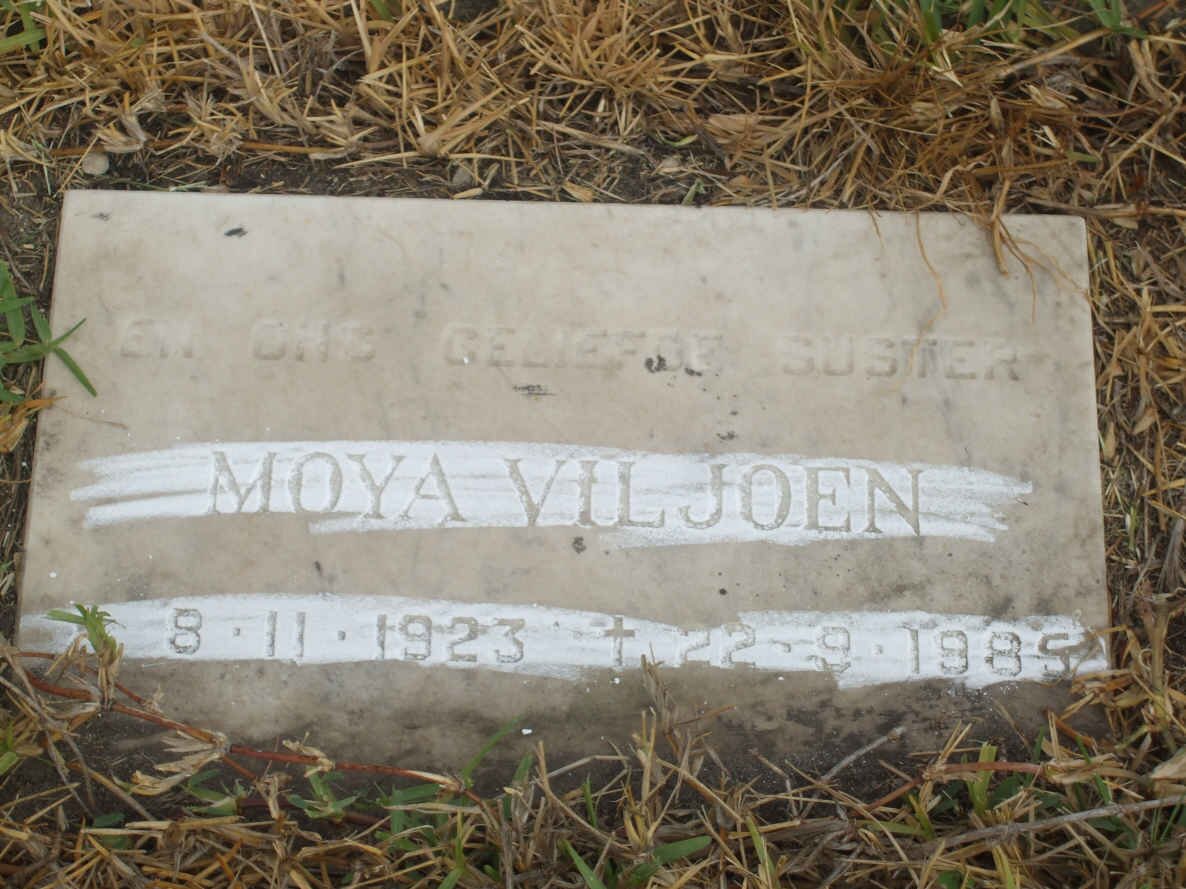 EN ONS GELIEFDE SUSTER
MOYA VILJOEN
8·11·1923 † 22·9·1985